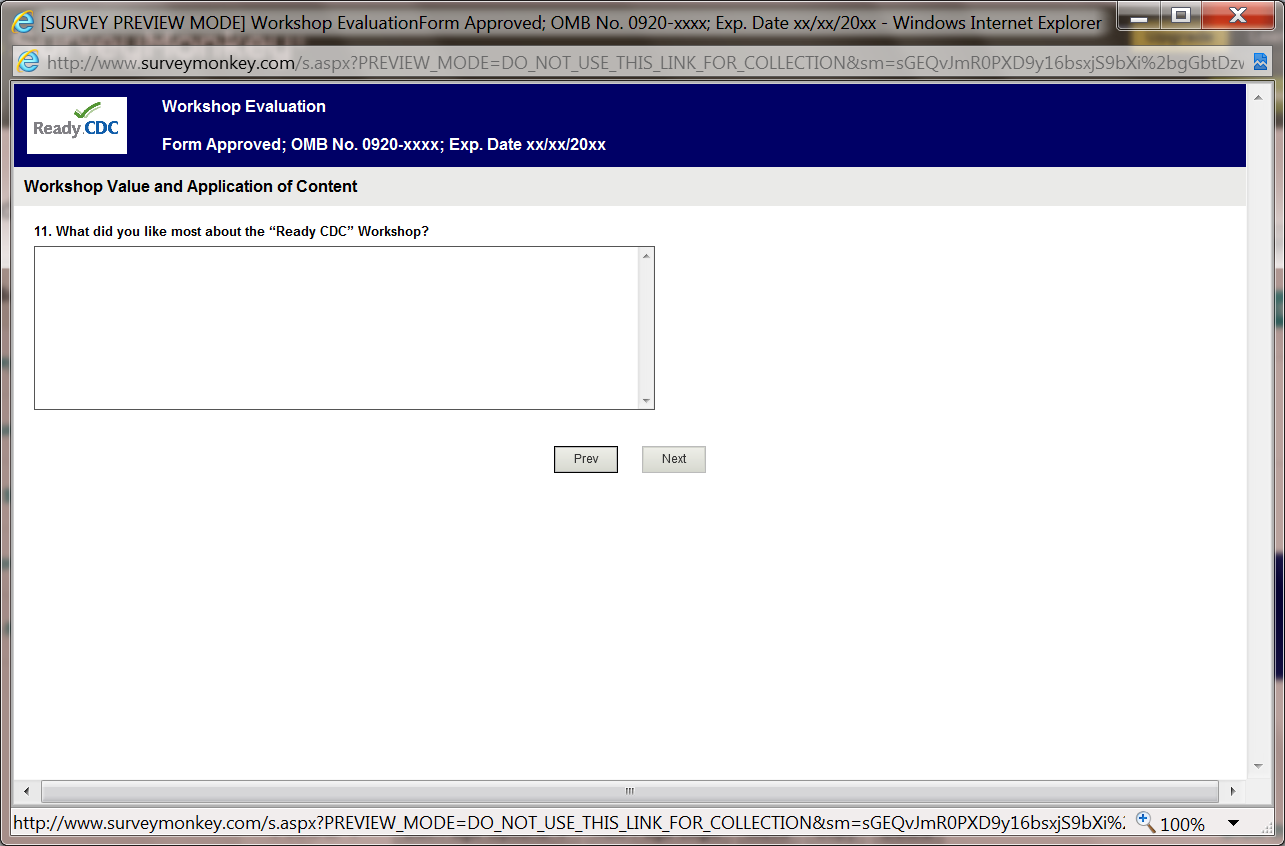 [SURVEY PREVIEW MODE] Workshop EvaluationForm Approved; OMB No. 0920-xxxx; Exp. Date xx/xx/20xx - Windows Internet Explorer
http://www.surveymonkey.com/s.aspx?PREVIEW_MODE=DO_NOT_USE_THIS_LINK_FOR_COLLECTION&sm=sGEQvJmR0PXD9y16bsxjS9bXi%2bgGbtDzv
Ready CDC
Workshop Evaluation
Form Approved; OMB No. 0920-xxxx; Exp. Date xx/xx/20xx
Workshop Value and Application of Content
11. What did you like most about the “Ready CDC” Workshop?
Prev Next
http://www.surveymonkey.com/s.aspx?PREVIEW_MODE=DO_NOT_USE_THIS_LINK_FOR_COLLECTION&sm=sGEQvJmR0PXD9y16bsxjS9bXi%2 100%